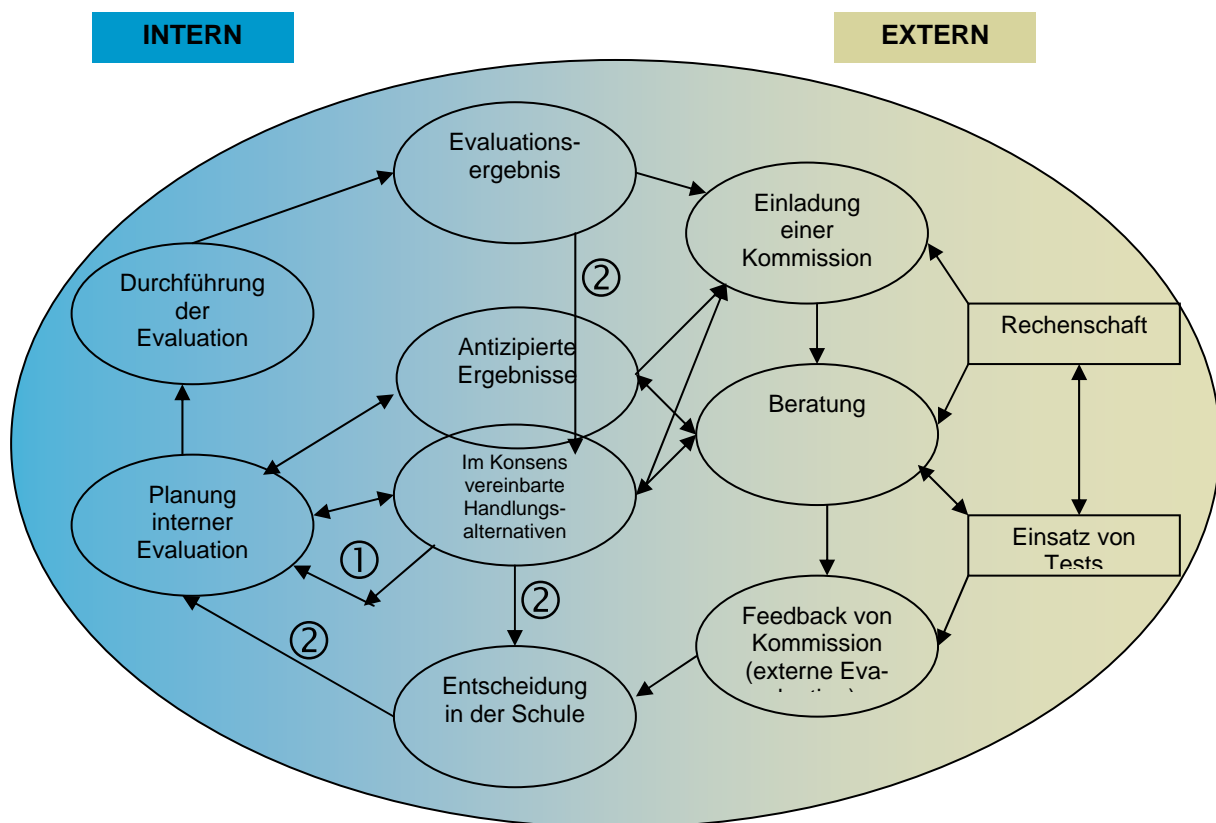 INTERN
EXTERN
Evaluations-
ergebnis
Einladung
einer
Kommission
②
Durchführung
der
Evaluation
Rechenschaft
Antizipierte
Ergebnisse
Beratung
Im Konsens
vereinbarte
Handlungs-
alternativen
Planung
interner
Evaluation
①
Einsatz von
Tests
②
②
Feedback von
Kommission
(externe Eva-
Entscheidung
in der Schule